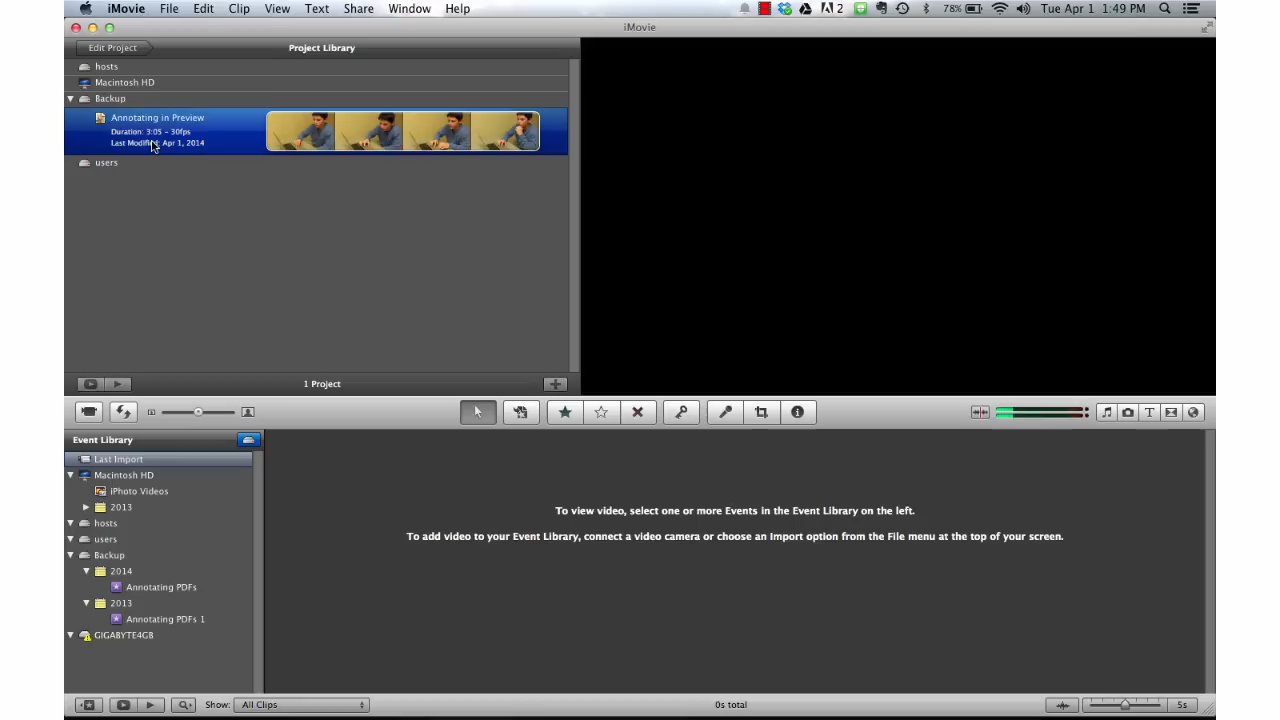 iMovie File Edit Clip View Text Share Window Help 2 78% Tue Apr 1 1:49 PM
iMovie
Edit Project Project Library
hosts
Macintosh HD
Backup
Annotating in Preview
Duration: 3:05 – 30fps
Last Modified: Apr 1, 2014
users
1 Project
Event Library
Last Import
Macintosh HD
iPhoto Videos
2013
hosts
users
Backup
2014
Annotating PDFs
2013
Annotating PDFs 1
GIGABYTE4GB
To view video, select one or more Events in the Event Library on the left.
To add video to your Event Library, connect a video camera or choose an Import option from the File menu at the top of your screen.
Show: All Clips 0s total 5s